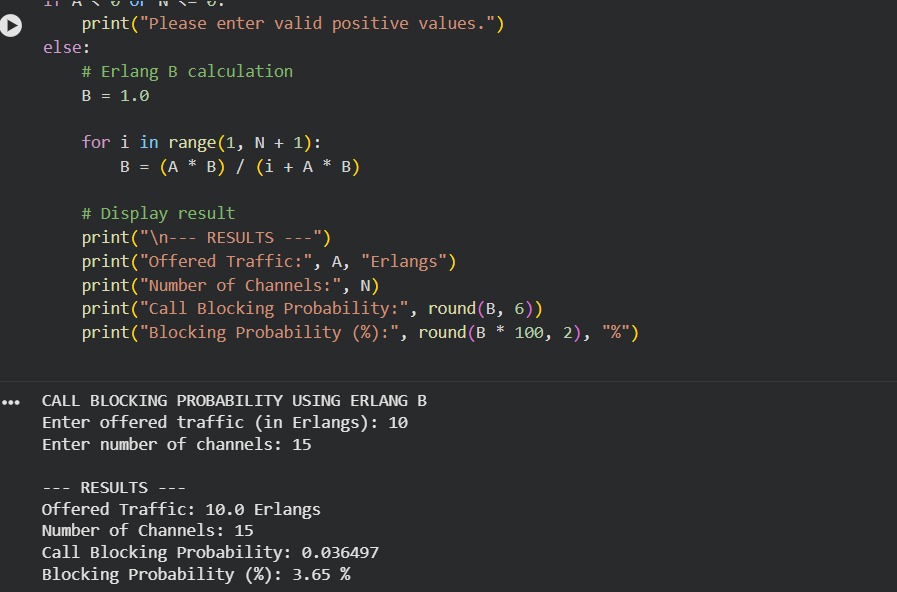 print("Please enter valid positive values.")
else:
# Erlang B calculation
B = 1.0
for i in range(1, N + 1):
B = (A * B) / (i + A * B)
# Display result
print("\n--- RESULTS ---")
print("Offered Traffic:", A, "Erlangs")
print("Number of Channels:", N)
print("Call Blocking Probability:", round(B, 6))
print("Blocking Probability (%):", round(B * 100, 2), "%")
CALL BLOCKING PROBABILITY USING ERLANG B
Enter offered traffic (in Erlangs): 10
Enter number of channels: 15
--- RESULTS ---
Offered Traffic: 10.0 Erlangs
Number of Channels: 15
Call Blocking Probability: 0.036497
Blocking Probability (%): 3.65 %